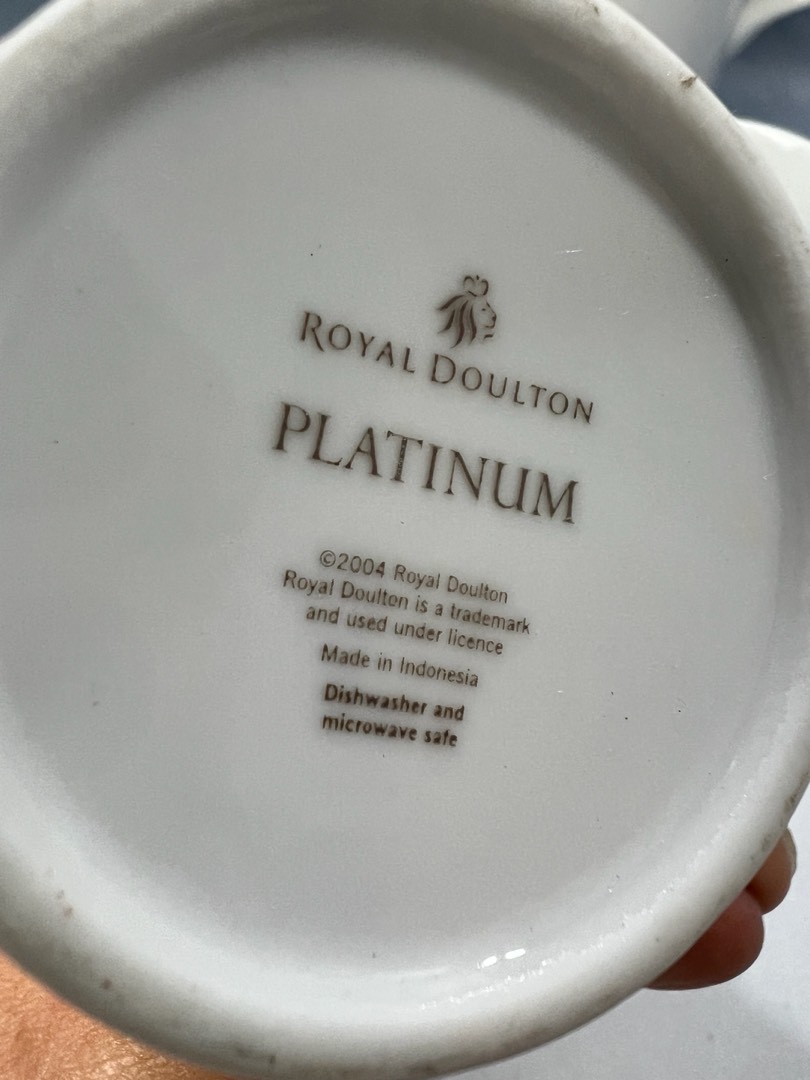 ROYAL DOULTON
PLATINUM
©2004 Royal Doulton
Royal Doulton is a trademark
and used under licence
Made in Indonesia
Dishwasher and
microwave safe